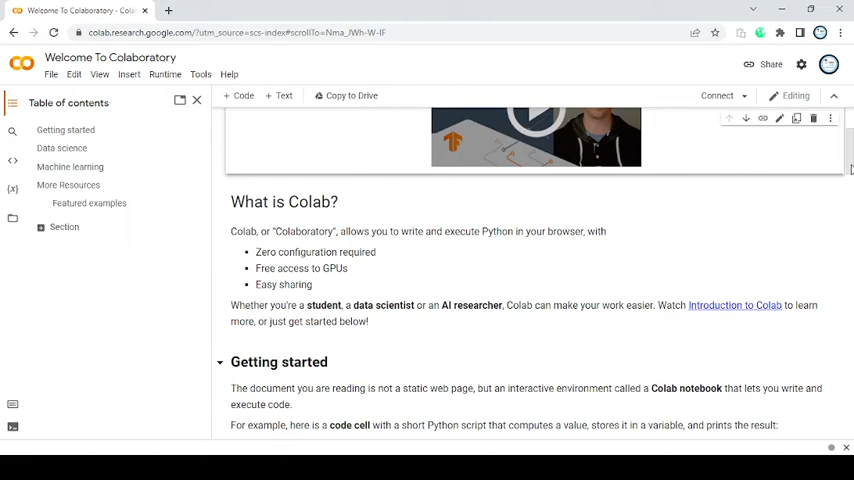 Welcome To Colaboratory - Colab
colab.research.google.com/?utm_source=scs-index#scrollTo=Nma_JWh-W-IF
Welcome To Colaboratory
File Edit View Insert Runtime Tools Help
Share
Table of contents
+ Code + Text Copy to Drive
Connect
Editing
Getting started
Data science
Machine learning
More Resources
Featured examples
Section
What is Colab?
Colab, or "Colaboratory", allows you to write and execute Python in your browser, with
• Zero configuration required
• Free access to GPUs
• Easy sharing
Whether you're a student, a data scientist or an AI researcher, Colab can make your work easier. Watch Introduction to Colab to learn
more, or just get started below!
Getting started
The document you are reading is not a static web page, but an interactive environment called a Colab notebook that lets you write and
execute code.
For example, here is a code cell with a short Python script that computes a value, stores it in a variable, and prints the result: